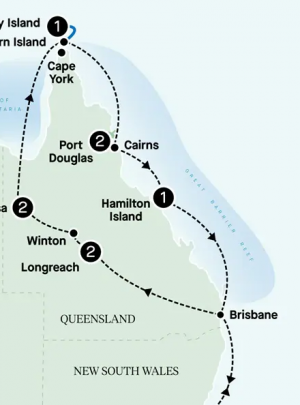 y Island
1
rn Island
Cape
York
2
Port
Douglas
Cairns
1
Hamilton
Island
GREAT BARRIER REEF
sa
2
Winton
2
Longreach
Brisbane
QUEENSLAND
NEW SOUTH WALES